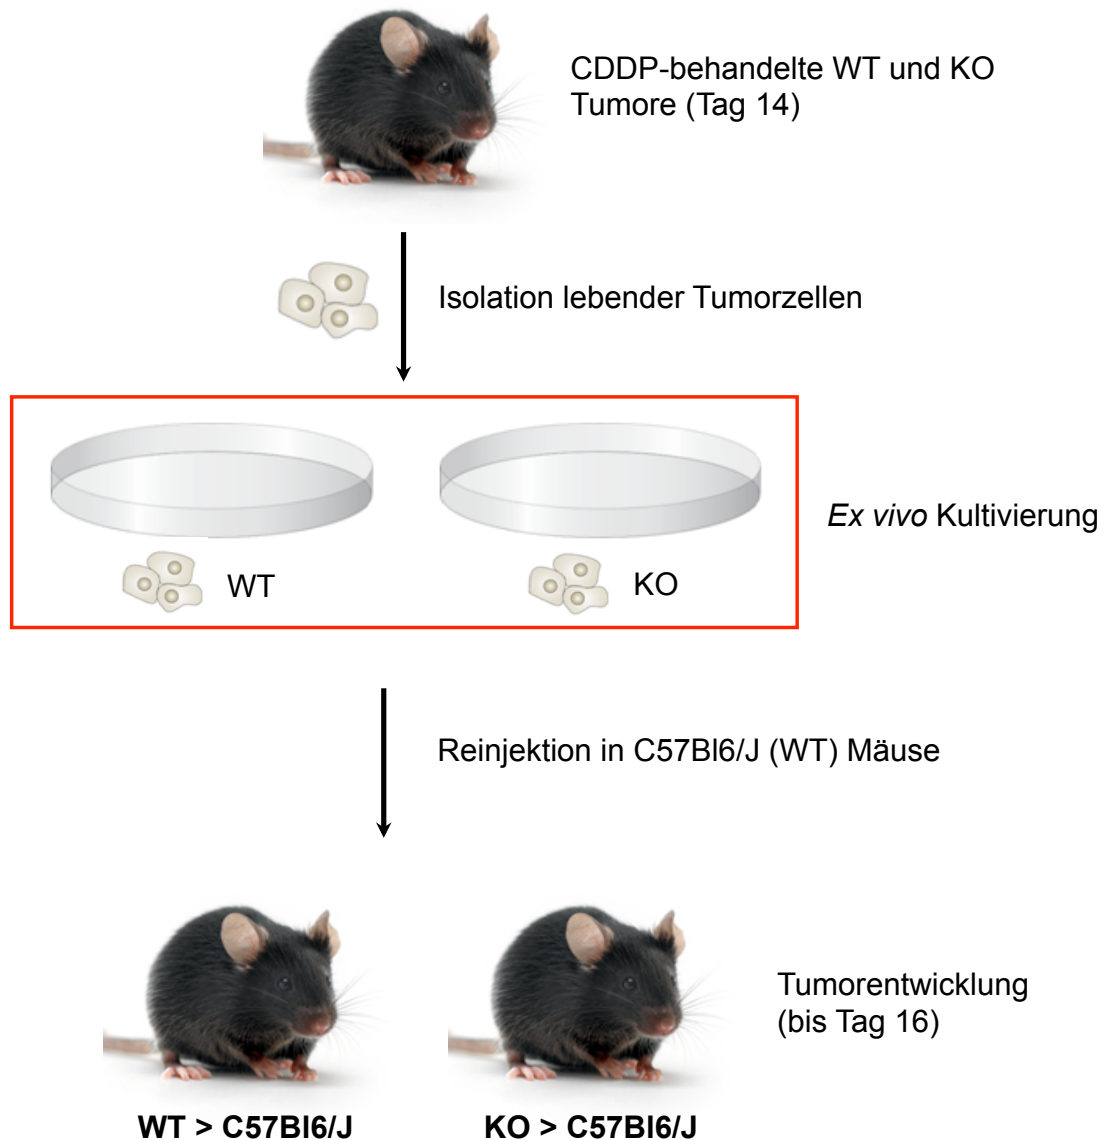 CDDP-behandelte WT und KO
Tumore (Tag 14)
Isolation lebender Tumorzellen
Ex vivo Kultivierung
WT
KO
Reinjektion in C57Bl6/J (WT) Mäuse
Tumorentwicklung
(bis Tag 16)
WT > C57Bl6/J
KO > C57Bl6/J